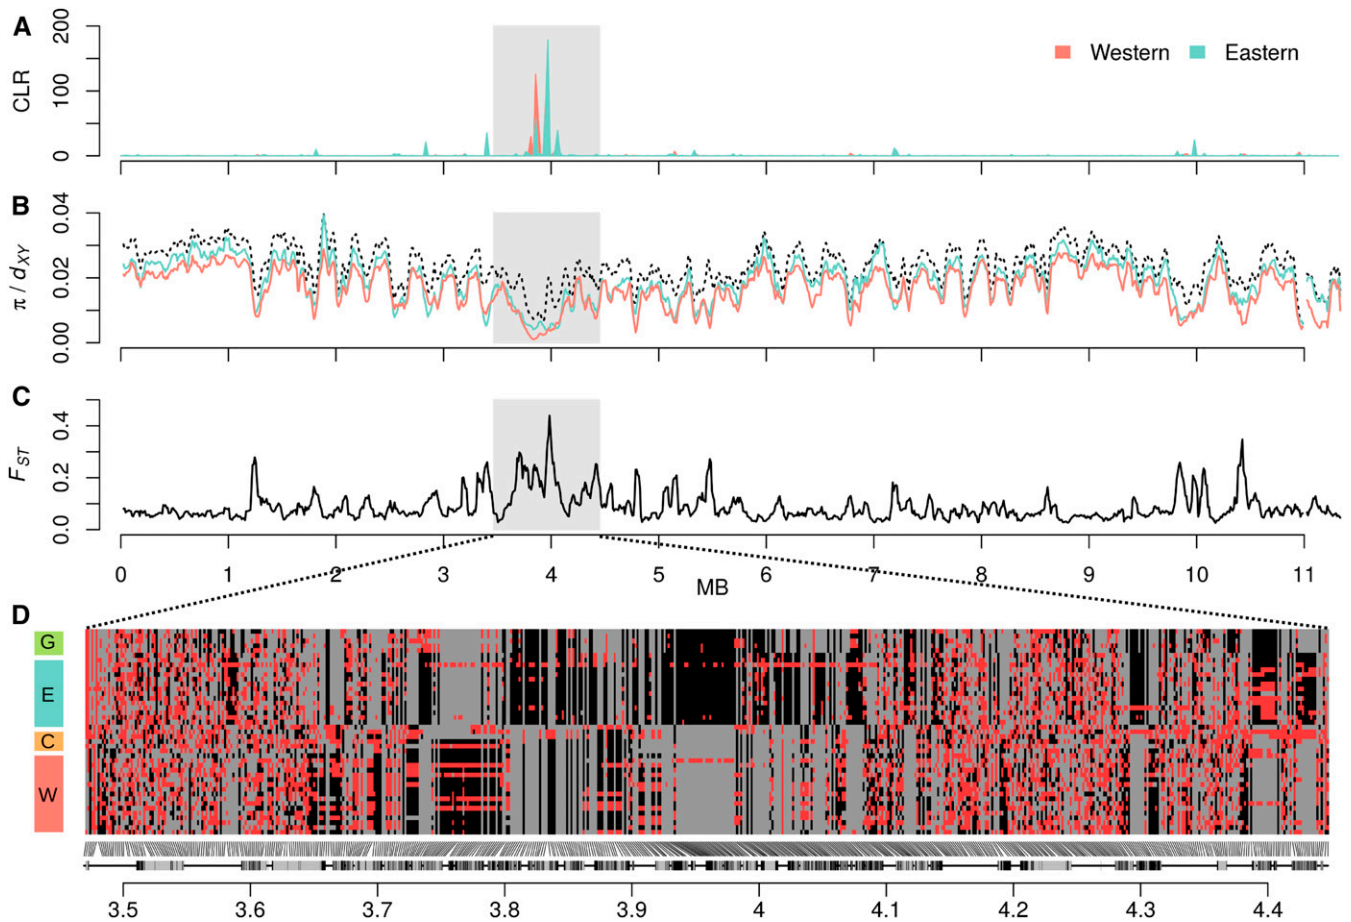 A
200
100
0
CLR
Western Eastern
B
0.04
0.02
0.00
π / dXY
C
0.4
0.2
0.0
FST
0 1 2 3 4 5 6 7 8 9 10 11
MB
D
G
E
C
W
3.5 3.6 3.7 3.8 3.9 4 4.1 4.2 4.3 4.4